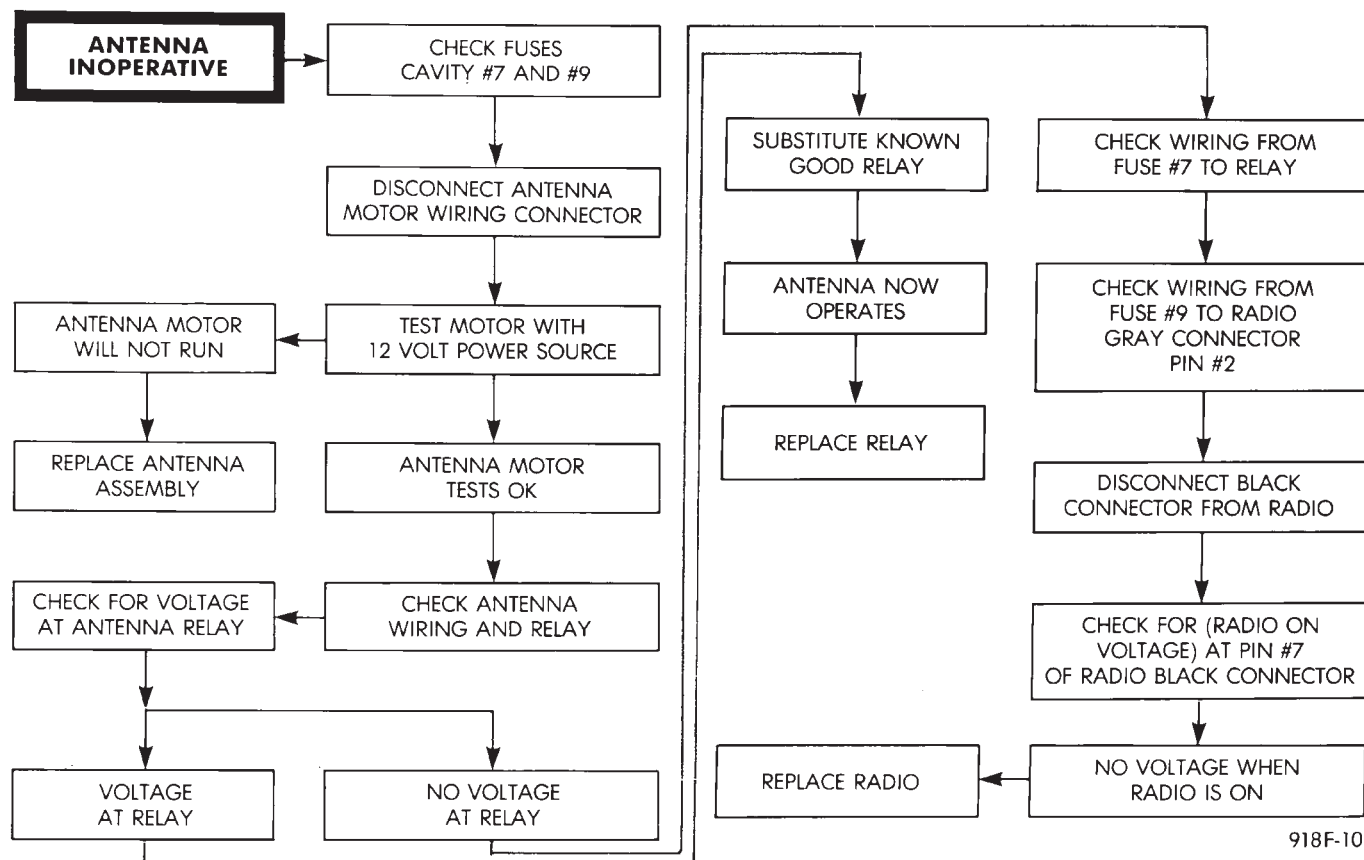 ANTENNA
INOPERATIVE
CHECK FUSES
CAVITY #7 AND #9
DISCONNECT ANTENNA
MOTOR WIRING CONNECTOR
TEST MOTOR WITH
12 VOLT POWER SOURCE
ANTENNA MOTOR
WILL NOT RUN
REPLACE ANTENNA
ASSEMBLY
ANTENNA MOTOR
TESTS OK
CHECK ANTENNA
WIRING AND RELAY
CHECK FOR VOLTAGE
AT ANTENNA RELAY
VOLTAGE
AT RELAY
NO VOLTAGE
AT RELAY
SUBSTITUTE KNOWN
GOOD RELAY
ANTENNA NOW
OPERATES
REPLACE RELAY
CHECK WIRING FROM
FUSE #7 TO RELAY
CHECK WIRING FROM
FUSE #9 TO RADIO
GRAY CONNECTOR
PIN #2
DISCONNECT BLACK
CONNECTOR FROM RADIO
CHECK FOR (RADIO ON
VOLTAGE) AT PIN #7
OF RADIO BLACK CONNECTOR
NO VOLTAGE WHEN
RADIO IS ON
REPLACE RADIO
918F-10